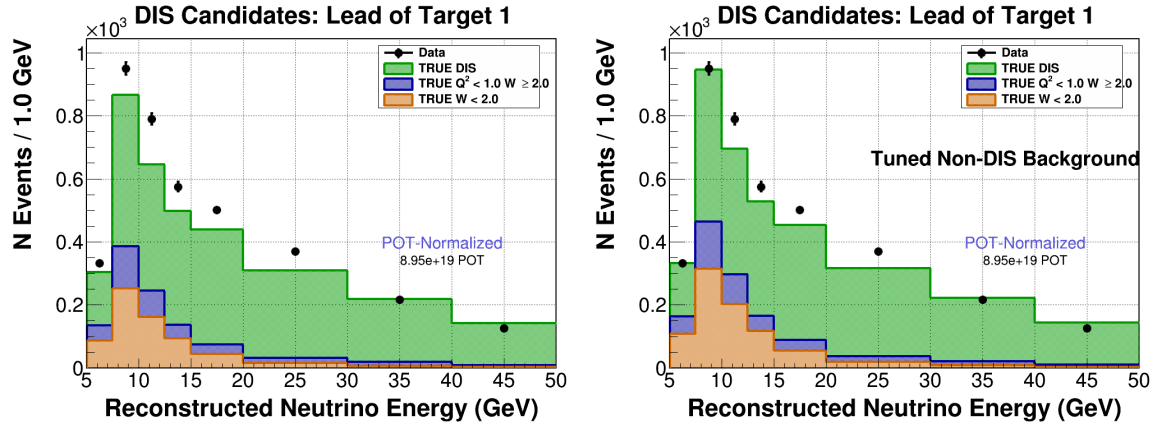 DIS Candidates: Lead of Target 1
×10³
N Events / 1.0 GeV
1
0.8
0.6
0.4
0.2
0
Data
TRUE DIS
TRUE Q² < 1.0 W ≥ 2.0
TRUE W < 2.0
POT-Normalized
8.95e+19 POT
5 10 15 20 25 30 35 40 45 50
Reconstructed Neutrino Energy (GeV)
DIS Candidates: Lead of Target 1
×10³
N Events / 1.0 GeV
1
0.8
0.6
0.4
0.2
0
Data
TRUE DIS
TRUE Q² < 1.0 W ≥ 2.0
TRUE W < 2.0
Tuned Non-DIS Background
POT-Normalized
8.95e+19 POT
5 10 15 20 25 30 35 40 45 50
Reconstructed Neutrino Energy (GeV)